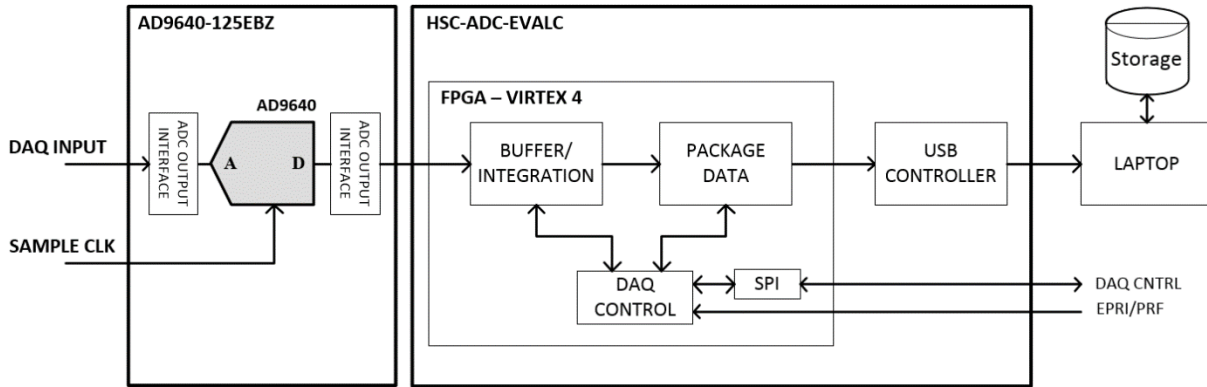 AD9640-125EBZ
HSC-ADC-EVALC
Storage
FPGA – VIRTEX 4
AD9640
DAQ INPUT
ADC OUTPUT
INTERFACE
A
D
ADC OUTPUT
INTERFACE
BUFFER/
INTEGRATION
PACKAGE
DATA
USB
CONTROLLER
LAPTOP
SAMPLE CLK
DAQ
CONTROL
SPI
DAQ CNTRL
EPRI/PRF